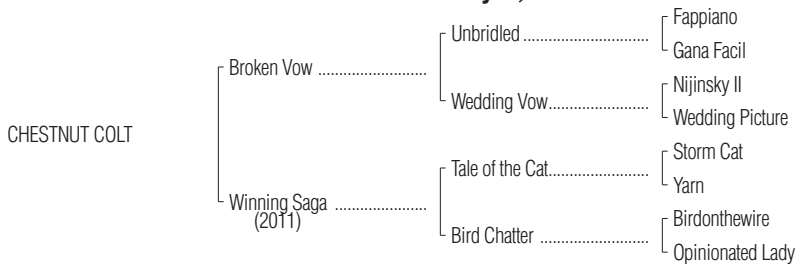 Fappiano
Unbridled ..............................
Gana Facil
Broken Vow ..........................
Nijinsky II
Wedding Vow........................
Wedding Picture
CHESTNUT COLT
Storm Cat
Tale of the Cat........................
Yarn
Winning Saga ......................
(2011)
Birdonthewire
Bird Chatter ..........................
Opinionated Lady